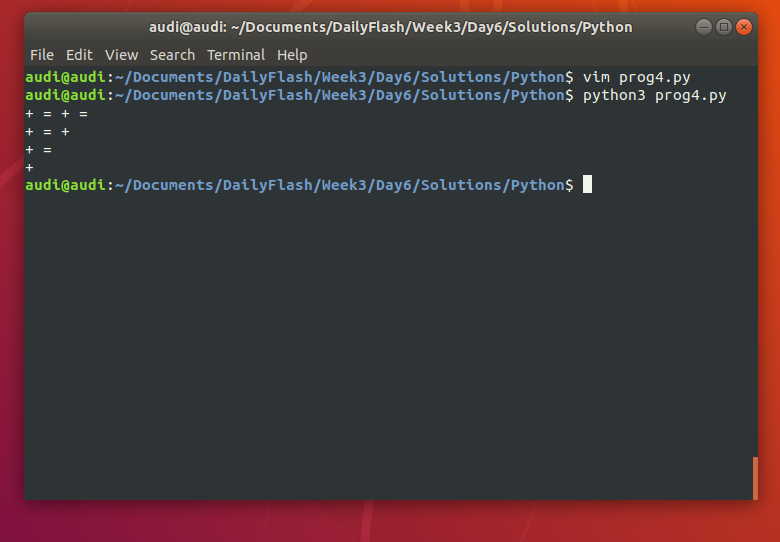 audi@audi: ~/Documents/DailyFlash/Week3/Day6/Solutions/Python
File Edit View Search Terminal Help
audi@audi:~/Documents/DailyFlash/Week3/Day6/Solutions/Python$ vim prog4.py
audi@audi:~/Documents/DailyFlash/Week3/Day6/Solutions/Python$ python3 prog4.py
+ = + =
+ = +
+ =
+
audi@audi:~/Documents/DailyFlash/Week3/Day6/Solutions/Python$